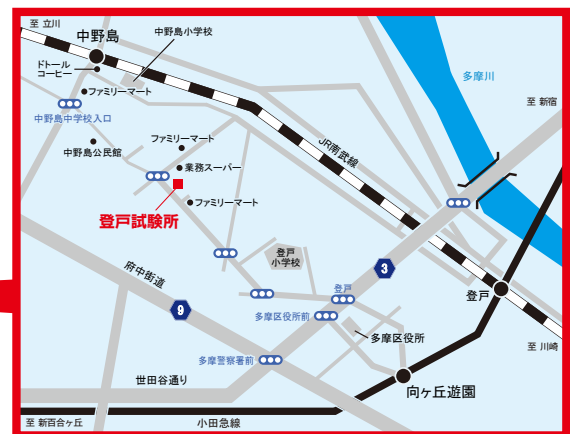 至 立川
中野島
中野島小学校
ドトール
コーヒー
ファミリーマート
多摩川
至 新宿
中野島中学校入口
ファミリーマート
JR南武線
中野島公民館
業務スーパー
ファミリーマート
登戸試験所
登戸
小学校
府中街道
3
登戸
登戸
9
多摩区役所前
多摩区役所
至 川崎
多摩警察署前
世田谷通り
向ヶ丘遊園
至 新百合ヶ丘
小田急線